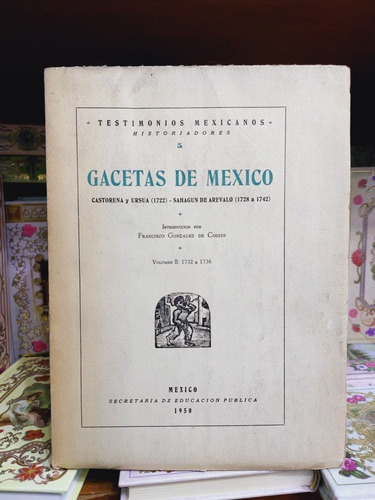 TESTIMONIOS MEXICANOS
HISTORIADORES
5
GACETAS DE MEXICO
CASTORENA y URSUA (1722) - SAHAGUN DE AREVALO (1728 a 1742)
INTRODUCCION POR
FRANCISCO GONZALEZ DE COSSIO
VOLUMEN II: 1732 A 1736
MEXICO
SECRETARIA DE EDUCACION PUBLICA
1950